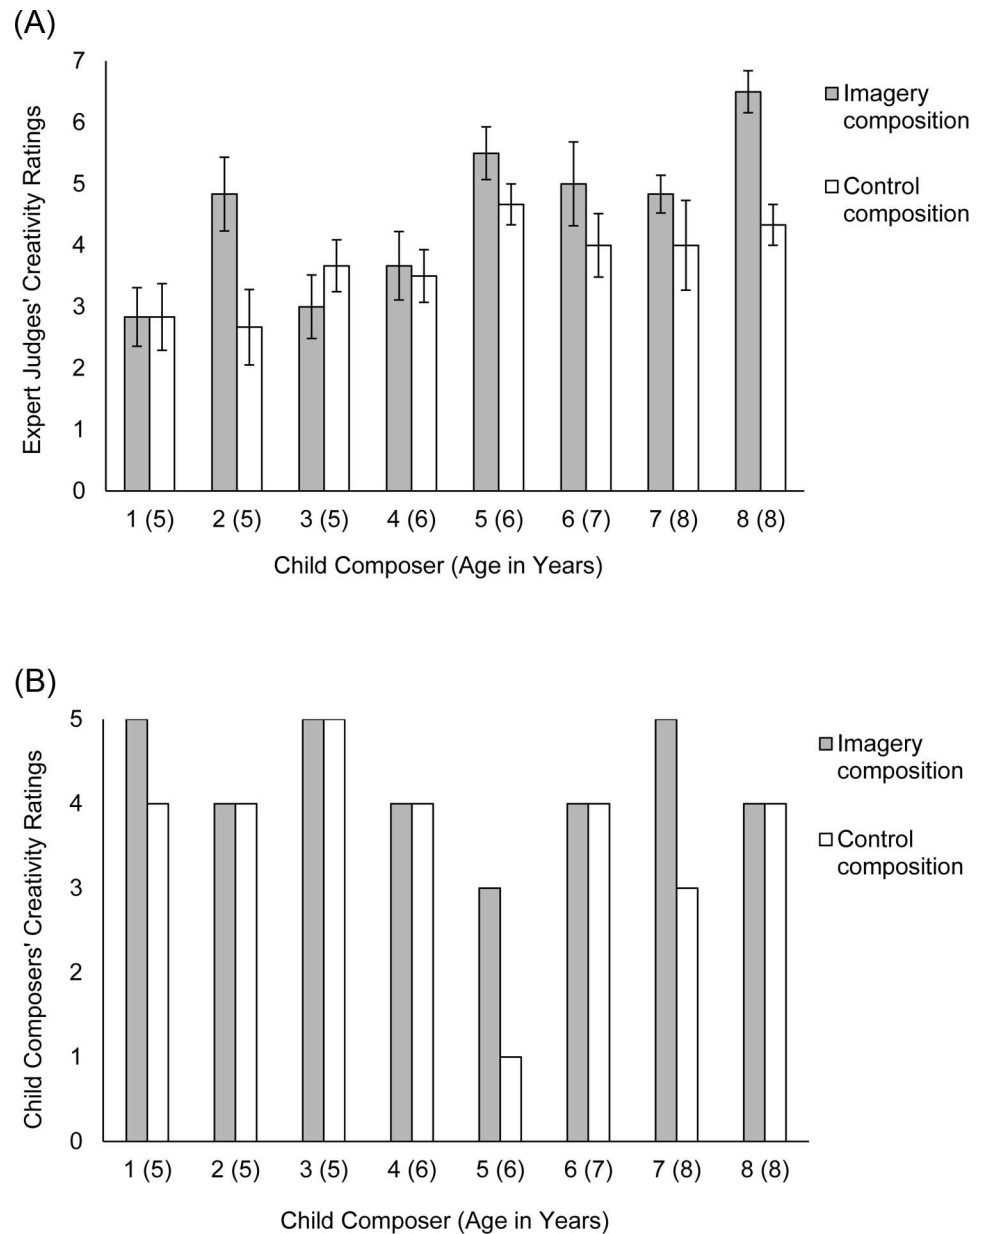 (A)
Expert Judges' Creativity Ratings
7
6
5
4
3
2
1
0
1 (5) 2 (5) 3 (5) 4 (6) 5 (6) 6 (7) 7 (8) 8 (8)
Child Composer (Age in Years)
Imagery
composition
Control
composition
(B)
Child Composers' Creativity Ratings
5
4
3
2
1
0
1 (5) 2 (5) 3 (5) 4 (6) 5 (6) 6 (7) 7 (8) 8 (8)
Child Composer (Age in Years)
Imagery
composition
Control
composition